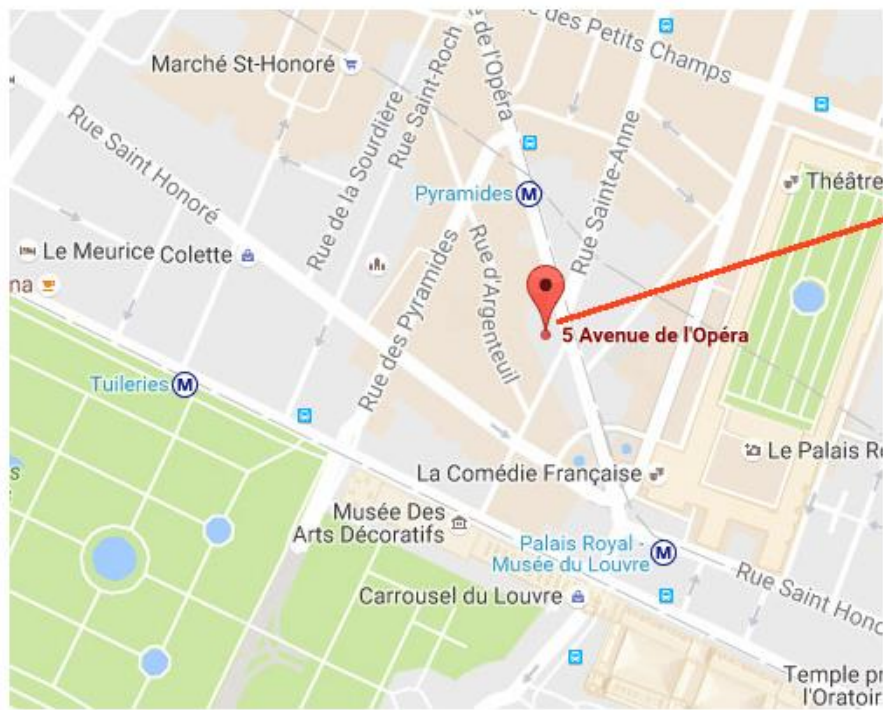 e des Petits Champs
e de l'Opéra
Marché St-Honoré
Rue Saint-Roch
Rue de la Sourdière
Rue Saint Honoré
Rue Sainte-Anne
Théâtre
Pyramides
M
Le Meurice
Colette
Rue d'Argenteuil
Rue des Pyramides
na
5 Avenue de l'Opéra
Tuileries
M
Le Palais Ro
La Comédie Française
s
Musée Des
Arts Décoratifs
Palais Royal -
Musée du Louvre
M
Rue Saint Hono
Carrousel du Louvre
Temple pr
l'Oratoir